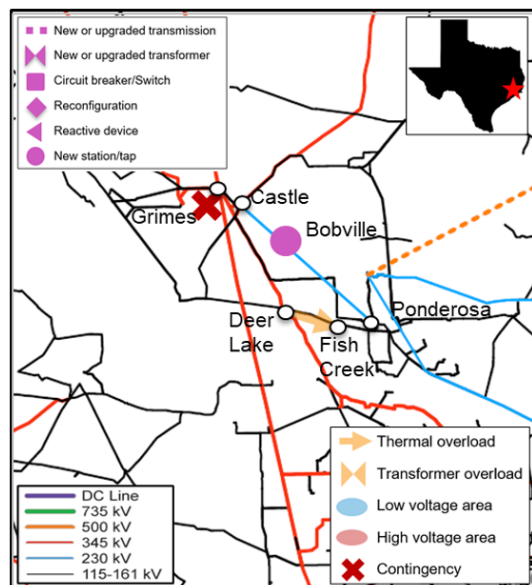 New or upgraded transmission
New or upgraded transformer
Circuit breaker/Switch
Reconfiguration
Reactive device
New station/tap
Castle
Grimes
Bobville
Ponderosa
Deer
Lake
Fish
Creek
Thermal overload
Transformer overload
Low voltage area
High voltage area
Contingency
DC Line
735 kV
500 kV
345 kV
230 kV
115-161 kV